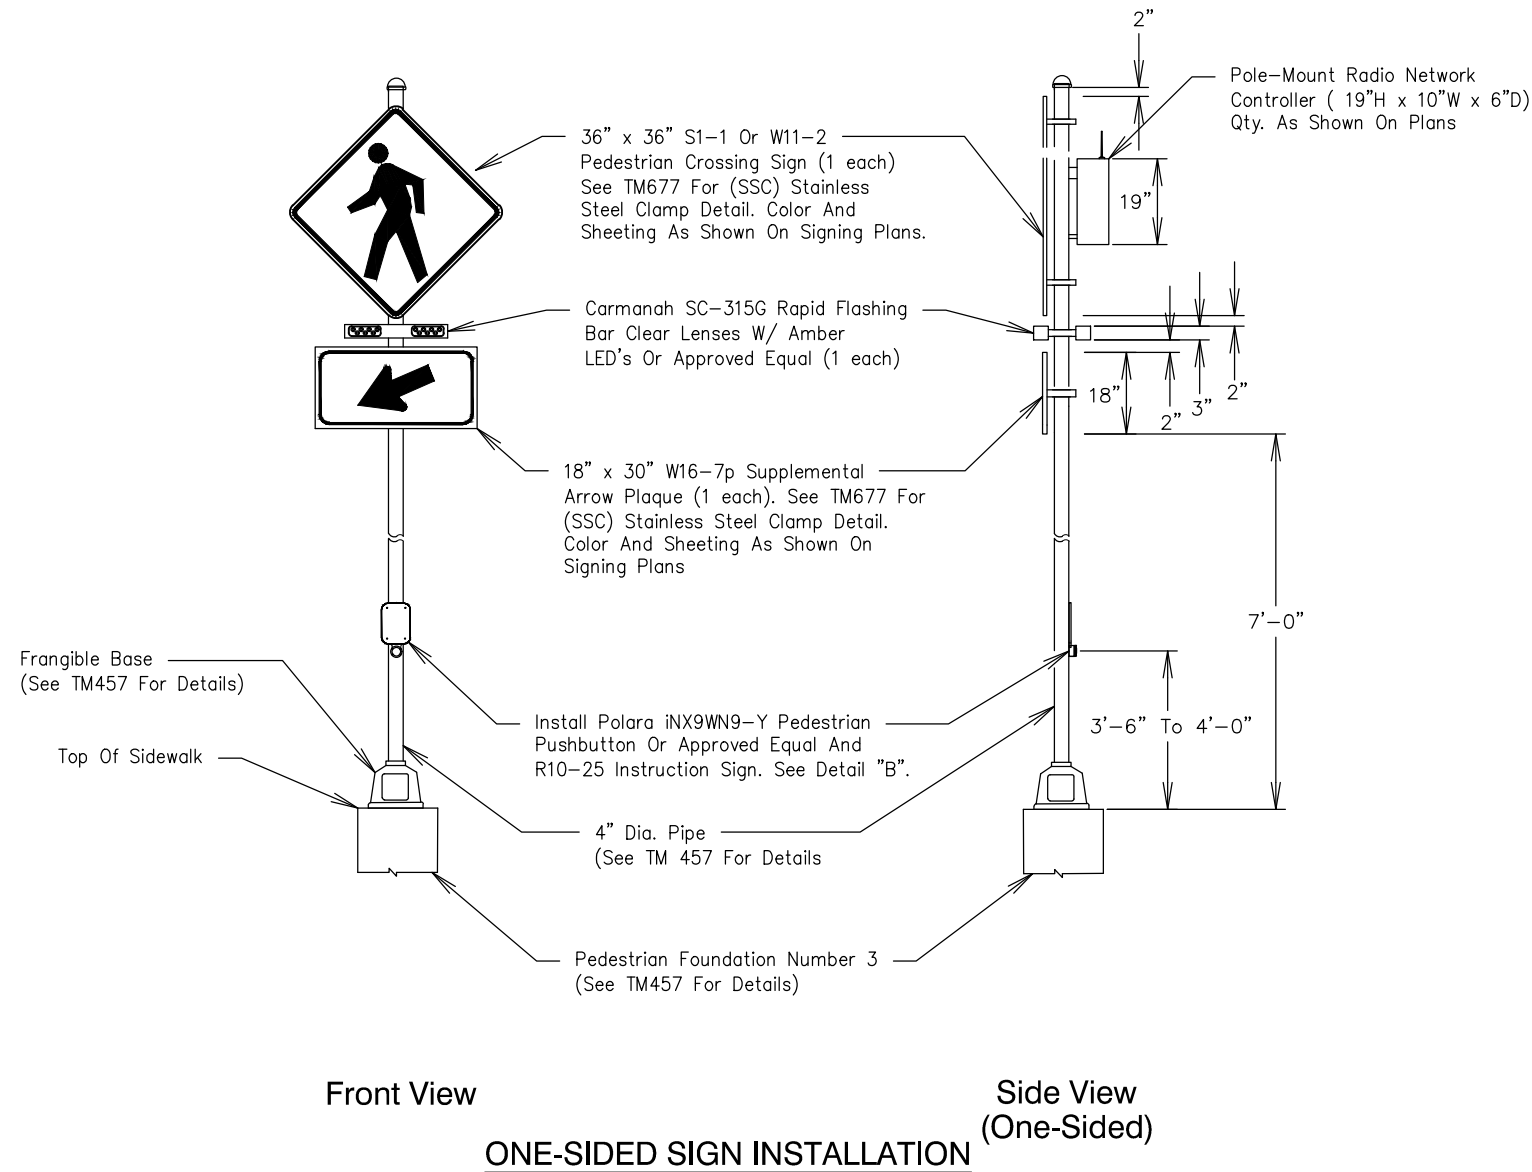 2”
Pole-Mount Radio Network
Controller ( 19”H x 10”W x 6”D)
Qty. As Shown On Plans
36” x 36” S1-1 Or W11-2
Pedestrian Crossing Sign (1 each)
See TM677 For (SSC) Stainless
Steel Clamp Detail. Color And
Sheeting As Shown On Signing Plans.
19”
Carmanah SC-315G Rapid Flashing
Bar Clear Lenses W/ Amber
LED's Or Approved Equal (1 each)
18”
2”
3”
2”
18” x 30” W16-7p Supplemental
Arrow Plaque (1 each). See TM677 For
(SSC) Stainless Steel Clamp Detail.
Color And Sheeting As Shown On
Signing Plans
7'-0”
Frangible Base
(See TM457 For Details)
Install Polara iNX9WN9-Y Pedestrian
Pushbutton Or Approved Equal And
R10-25 Instruction Sign. See Detail ”B”.
3'-6” To 4'-0”
Top Of Sidewalk
4” Dia. Pipe
(See TM 457 For Details
Pedestrian Foundation Number 3
(See TM457 For Details)
Front View
Side View
(One-Sided)
ONE-SIDED SIGN INSTALLATION